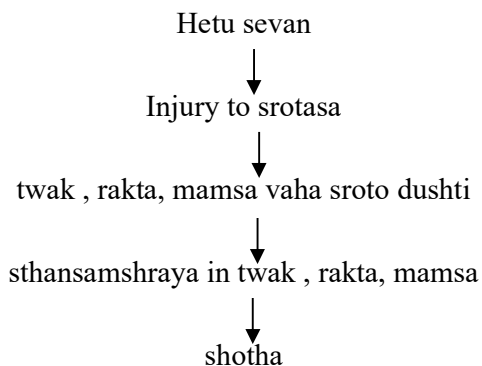 Hetu sevan
Injury to srotasa
twak , rakta, mamsa vaha sroto dushti
sthansamshraya in twak , rakta, mamsa
shotha